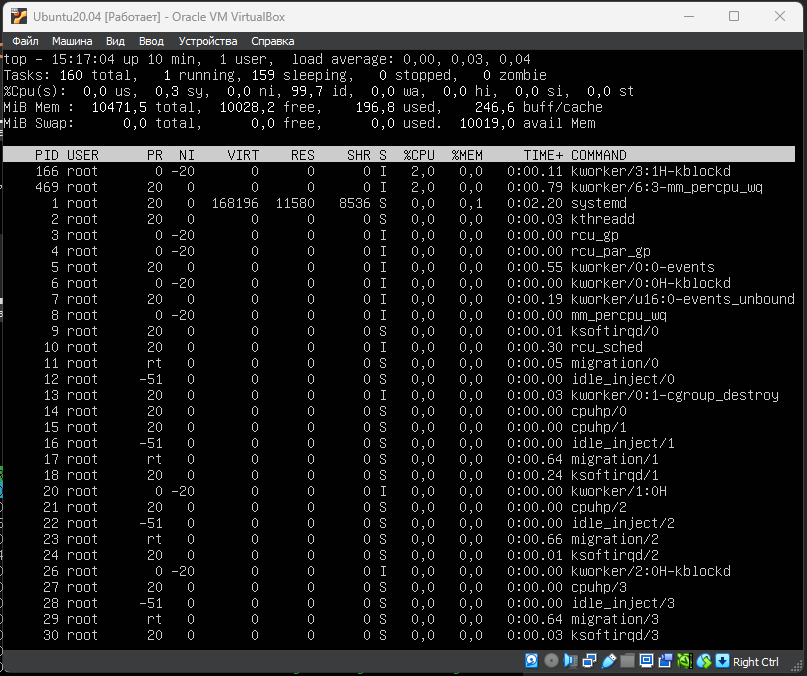 Ubuntu20.04 [Работает] - Oracle VM VirtualBox
Файл Машина Вид Ввод Устройства Справка
top - 15:17:04 up 10 min,  1 user,  load average: 0,00, 0,03, 0,04
Tasks: 160 total,   1 running, 159 sleeping,   0 stopped,   0 zombie
%Cpu(s):  0,0 us,  0,3 sy,  0,0 ni, 99,7 id,  0,0 wa,  0,0 hi,  0,0 si,  0,0 st
MiB Mem :  10471,5 total,  10028,2 free,    196,8 used,    246,6 buff/cache
MiB Swap:      0,0 total,      0,0 free,      0,0 used.  10019,0 avail Mem
PID USER PR NI VIRT RES SHR S %CPU %MEM TIME+ COMMAND
166 root 0 -20 0 0 0 I 2,0 0,0 0:00.11 kworker/3:1H-kblockd
469 root 20 0 0 0 0 I 2,0 0,0 0:00.79 kworker/6:3-mm_percpu_wq
1 root 20 0 168196 11580 8536 S 0,0 0,1 0:02.20 systemd
2 root 20 0 0 0 0 S 0,0 0,0 0:00.03 kthreadd
3 root 0 -20 0 0 0 I 0,0 0,0 0:00.00 rcu_gp
4 root 0 -20 0 0 0 I 0,0 0,0 0:00.00 rcu_par_gp
5 root 20 0 0 0 0 I 0,0 0,0 0:00.55 kworker/0:0-events
6 root 0 -20 0 0 0 I 0,0 0,0 0:00.00 kworker/0:0H-kblockd
7 root 20 0 0 0 0 I 0,0 0,0 0:00.19 kworker/u16:0-events_unbound
8 root 0 -20 0 0 0 I 0,0 0,0 0:00.00 mm_percpu_wq
9 root 20 0 0 0 0 S 0,0 0,0 0:00.01 ksoftirqd/0
10 root 20 0 0 0 0 I 0,0 0,0 0:00.30 rcu_sched
11 root rt 0 0 0 0 S 0,0 0,0 0:00.05 migration/0
12 root -51 0 0 0 0 S 0,0 0,0 0:00.00 idle_inject/0
13 root 20 0 0 0 0 I 0,0 0,0 0:00.03 kworker/0:1-cgroup_destroy
14 root 20 0 0 0 0 S 0,0 0,0 0:00.00 cpuhp/0
15 root 20 0 0 0 0 S 0,0 0,0 0:00.00 cpuhp/1
16 root -51 0 0 0 0 S 0,0 0,0 0:00.00 idle_inject/1
17 root rt 0 0 0 0 S 0,0 0,0 0:00.64 migration/1
18 root 20 0 0 0 0 S 0,0 0,0 0:00.24 ksoftirqd/1
20 root 0 -20 0 0 0 I 0,0 0,0 0:00.00 kworker/1:0H
21 root 20 0 0 0 0 S 0,0 0,0 0:00.00 cpuhp/2
22 root -51 0 0 0 0 S 0,0 0,0 0:00.00 idle_inject/2
23 root rt 0 0 0 0 S 0,0 0,0 0:00.66 migration/2
24 root 20 0 0 0 0 S 0,0 0,0 0:00.01 ksoftirqd/2
26 root 0 -20 0 0 0 I 0,0 0,0 0:00.00 kworker/2:0H-kblockd
27 root 20 0 0 0 0 S 0,0 0,0 0:00.00 cpuhp/3
28 root -51 0 0 0 0 S 0,0 0,0 0:00.00 idle_inject/3
29 root rt 0 0 0 0 S 0,0 0,0 0:00.64 migration/3
30 root 20 0 0 0 0 S 0,0 0,0 0:00.03 ksoftirqd/3
Right Ctrl